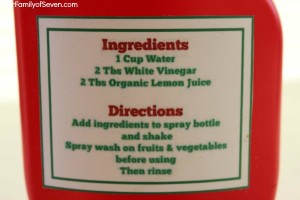 FamilyofSeven.com
Ingredients
1 Cup Water
2 Tbs White Vinegar
2 Tbs Organic Lemon Juice
Directions
Add ingredients to spray bottle
and shake
Spray wash on fruits & vegetables
before using
Then rinse